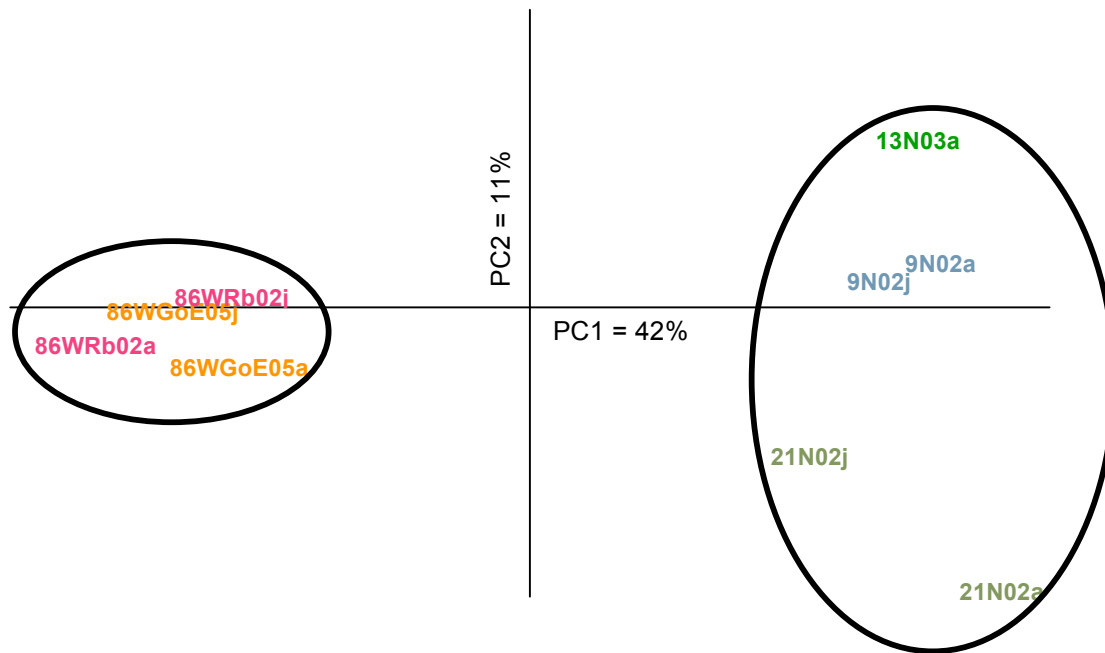 13N03a
PC2 = 11%
9N02a
9N02j
86WRb02j
86WGoE05j
PC1 = 42%
86WRb02a
86WGoE05a
21N02j
21N02a